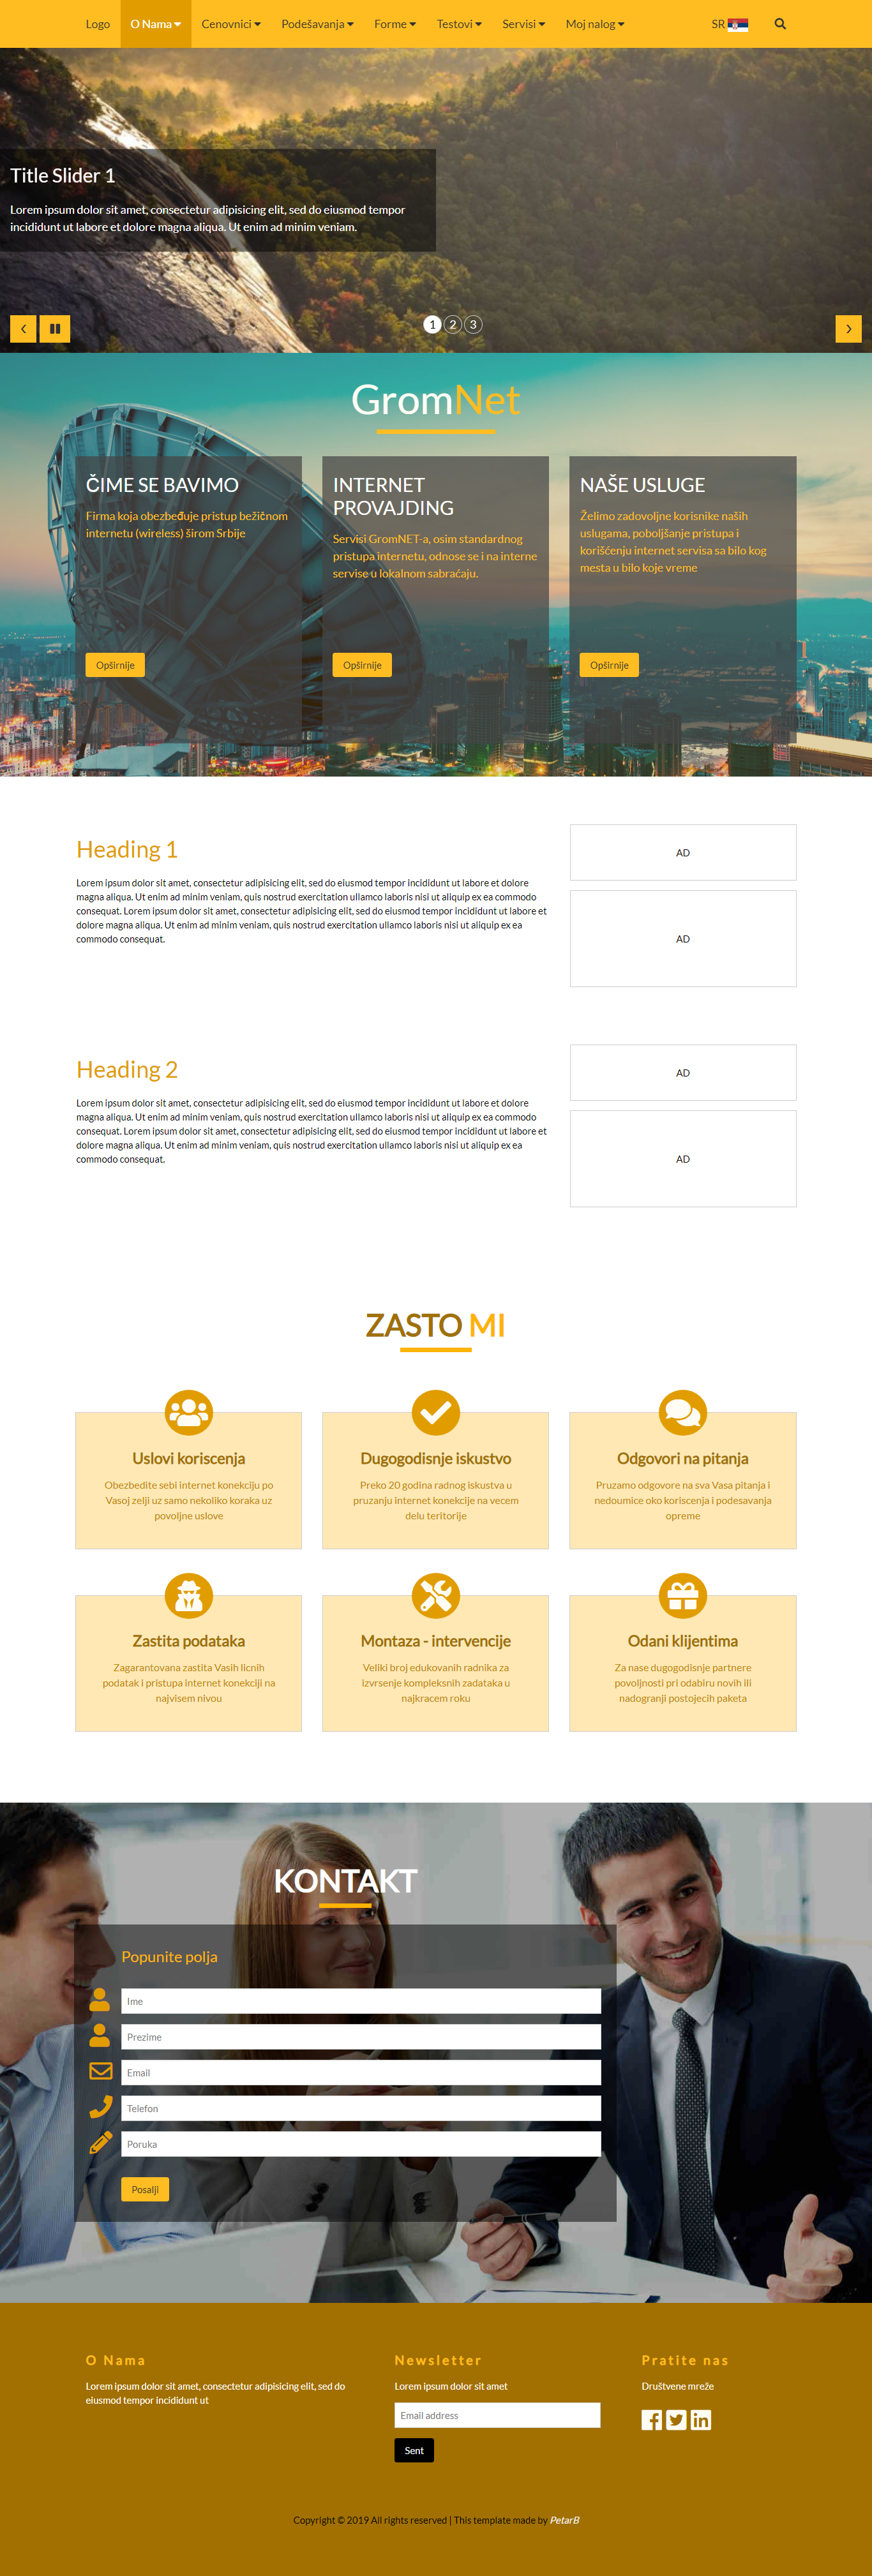 Logo O Nama Cenovnici Podešavanja Forme Testovi Servisi Moj nalog SR
Title Slider 1
Lorem ipsum dolor sit amet, consectetur adipisicing elit, sed do eiusmod tempor
incididunt ut labore et dolore magna aliqua. Ut enim ad minim veniam.
1 2 3
GromNet
ČIME SE BAVIMO
Firma koja obezbeđuje pristup bežičnom
internetu (wireless) širom Srbije
Opširnije
INTERNET
PROVAJDING
Servisi GromNET-a, osim standardnog
pristupa internetu, odnose se i na interne
servise u lokalnom sabraćaju.
Opširnije
NAŠE USLUGE
Želimo zadovoljne korisnike naših
uslugama, poboljšanje pristupa i
korišćenju internet servisa sa bilo kog
mesta u bilo koje vreme
Opširnije
Heading 1
Lorem ipsum dolor sit amet, consectetur adipisicing elit, sed do eiusmod tempor incididunt ut labore et dolore
magna aliqua. Ut enim ad minim veniam, quis nostrud exercitation ullamco laboris nisi ut aliquip ex ea commodo
consequat. Lorem ipsum dolor sit amet, consectetur adipisicing elit, sed do eiusmod tempor incididunt ut labore et
dolore magna aliqua. Ut enim ad minim veniam, quis nostrud exercitation ullamco laboris nisi ut aliquip ex ea
commodo consequat.
AD
AD
Heading 2
Lorem ipsum dolor sit amet, consectetur adipisicing elit, sed do eiusmod tempor incididunt ut labore et dolore
magna aliqua. Ut enim ad minim veniam, quis nostrud exercitation ullamco laboris nisi ut aliquip ex ea commodo
consequat. Lorem ipsum dolor sit amet, consectetur adipisicing elit, sed do eiusmod tempor incididunt ut labore et
dolore magna aliqua. Ut enim ad minim veniam, quis nostrud exercitation ullamco laboris nisi ut aliquip ex ea
commodo consequat.
AD
AD
ZASTO MI
Uslovi koriscenja
Obezbedite sebi internet konekciju po
Vasoj zelji uz samo nekoliko koraka uz
povoljne uslove
Dugogodisnje iskustvo
Preko 20 godina radnog iskustva u
pruzanju internet konekcije na vecem
delu teritorije
Odgovori na pitanja
Pruzamo odgovore na sva Vasa pitanja i
nedoumice oko koriscenja i podesavanja
opreme
Zastita podataka
Zagarantovana zastita Vasih licnih
podatak i pristupa internet konekciji na
najvisem nivou
Montaza - intervencije
Veliki broj edukovanih radnika za
izvrsenje kompleksnih zadataka u
najkracem roku
Odani klijentima
Za nase dugogodisnje partnere
povoljnosti pri odabiru novih ili
nadogranji postojecih paketa
KONTAKT
Popunite polja
Ime
Prezime
Email
Telefon
Poruka
Posalji
O Nama
Lorem ipsum dolor sit amet, consectetur adipisicing elit, sed do
eiusmod tempor incididunt ut
Newsletter
Lorem ipsum dolor sit amet
Email address
Sent
Pratite nas
Društvene mreže
Copyright © 2019 All rights reserved | This template made by PetarB